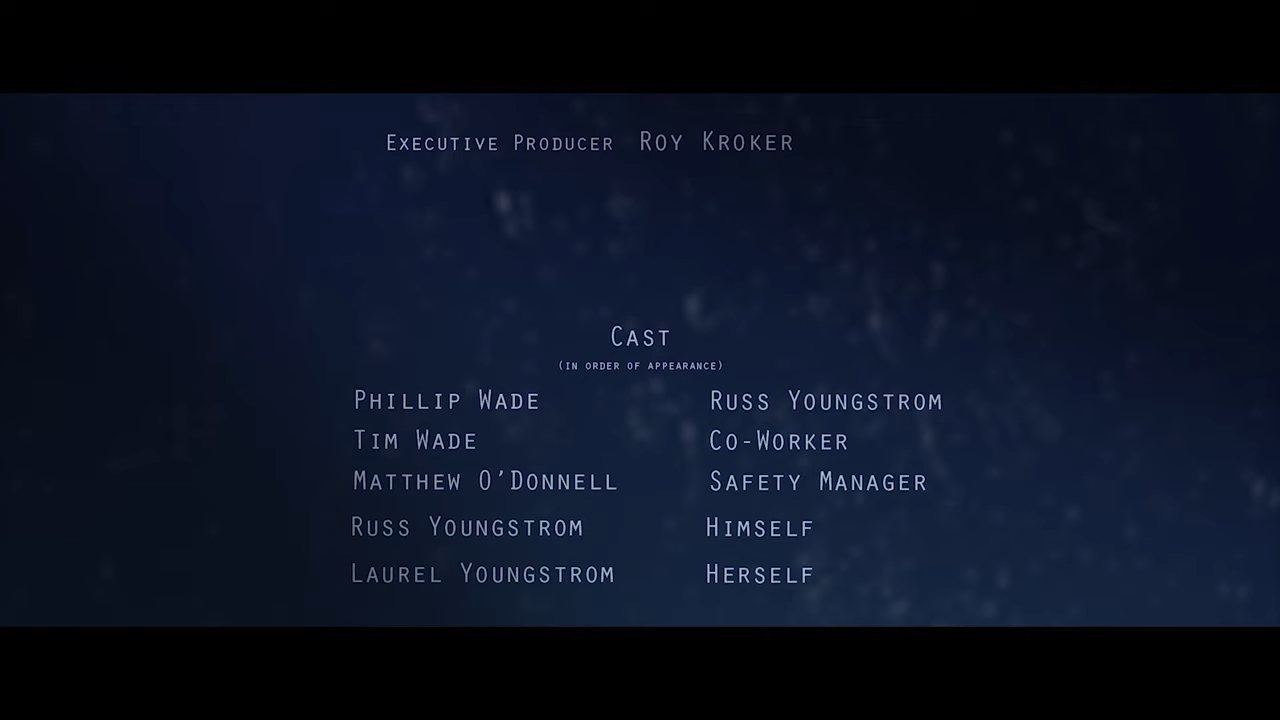 Executive Producer Roy Kroker
Cast
(in order of appearance)
Phillip Wade Russ Youngstrom
Tim Wade Co-Worker
Matthew O'Donnell Safety Manager
Russ Youngstrom Himself
Laurel Youngstrom Herself